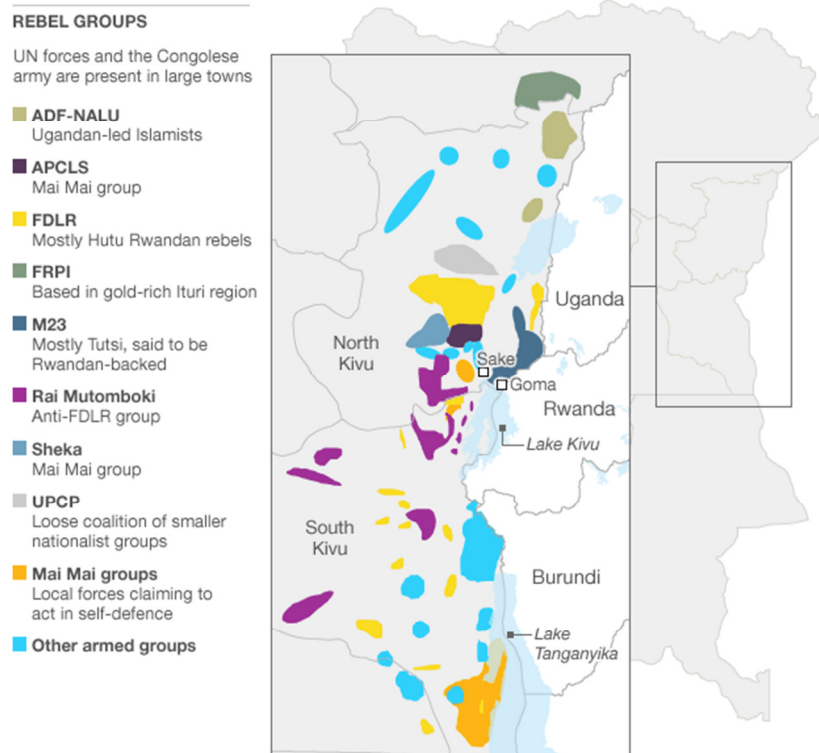 REBEL GROUPS
UN forces and the Congolese
army are present in large towns
ADF-NALU
Ugandan-led Islamists
APCLS
Mai Mai group
FDLR
Mostly Hutu Rwandan rebels
FRPI
Based in gold-rich Ituri region
M23
Mostly Tutsi, said to be
Rwandan-backed
Rai Mutomboki
Anti-FDLR group
Sheka
Mai Mai group
UPCP
Loose coalition of smaller
nationalist groups
Mai Mai groups
Local forces claiming to
act in self-defence
Other armed groups
Uganda
North
Kivu
Sake
Goma
Rwanda
Lake Kivu
South
Kivu
Burundi
Lake
Tanganyika